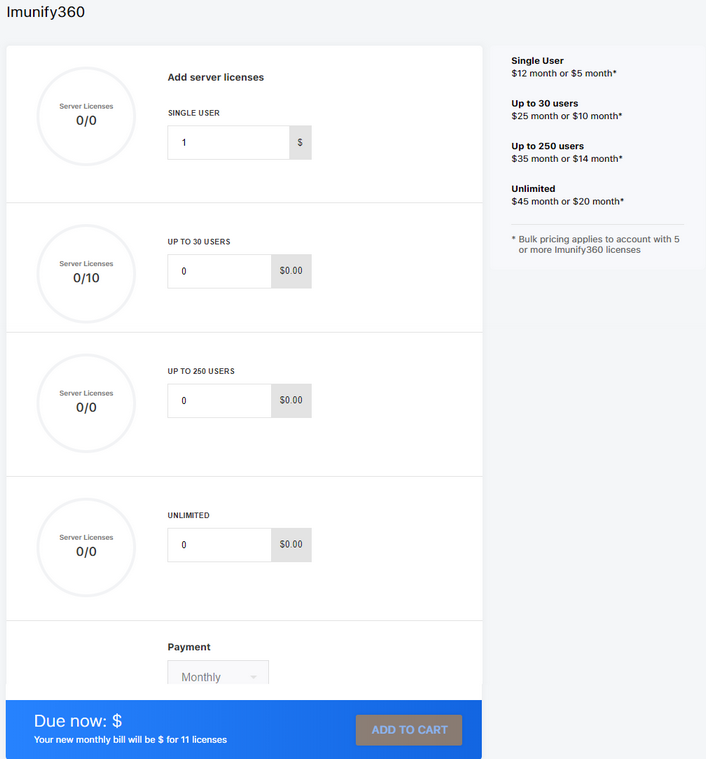 Imunify360
Server Licenses
0/0
Add server licenses
SINGLE USER
1
$
Server Licenses
0/10
UP TO 30 USERS
0
$0.00
Server Licenses
0/0
UP TO 250 USERS
0
$0.00
Server Licenses
0/0
UNLIMITED
0
$0.00
Payment
Monthly
Due now: $
Your new monthly bill will be $ for 11 licenses
ADD TO CART
Single User
$12 month or $5 month*
Up to 30 users
$25 month or $10 month*
Up to 250 users
$35 month or $14 month*
Unlimited
$45 month or $20 month*
* Bulk pricing applies to account with 5
or more Imunify360 licenses